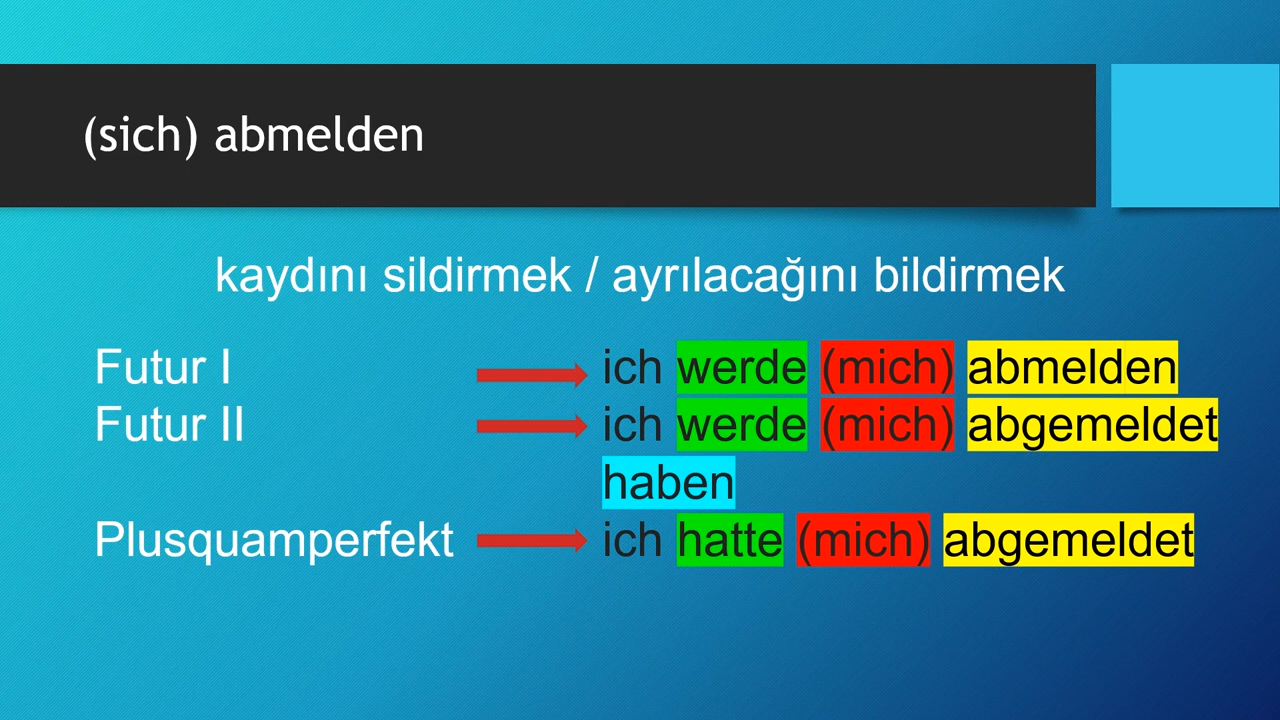 (sich) abmelden
kaydını sildirmek / ayrılacağını bildirmek
Futur I ich werde (mich) abmelden
Futur II ich werde (mich) abgemeldet
haben
Plusquamperfekt ich hatte (mich) abgemeldet